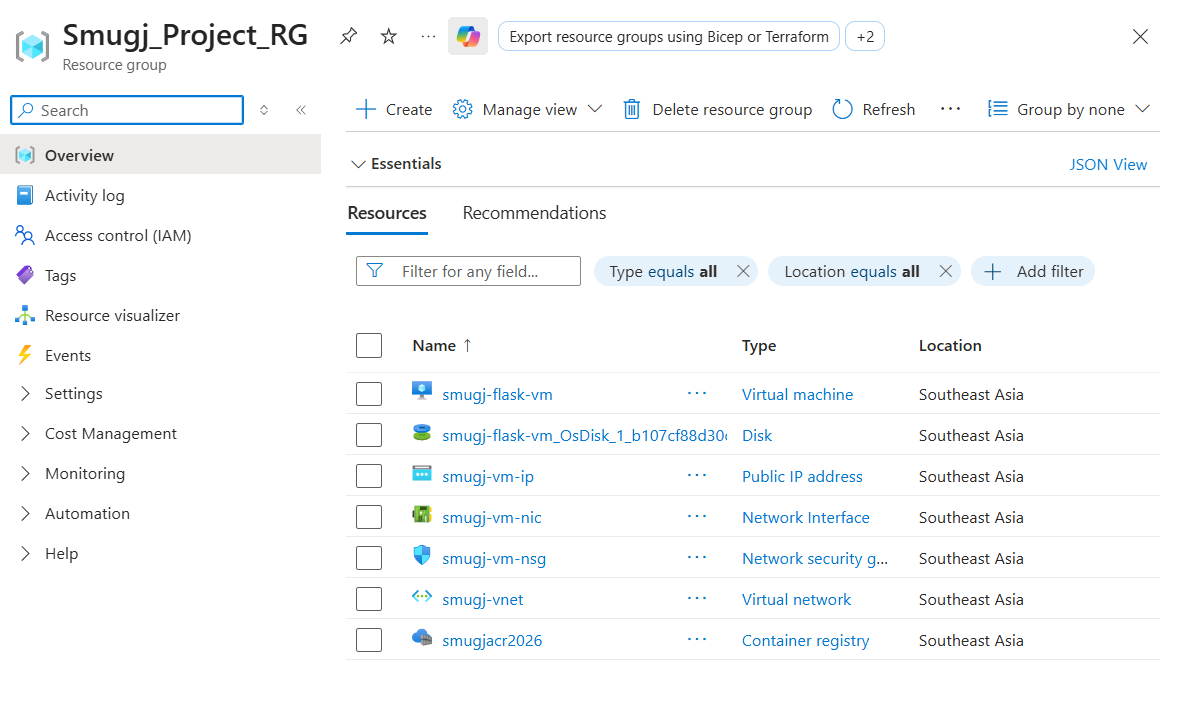 Smugj_Project_RG
Resource group
Export resource groups using Bicep or Terraform
+2
Search
Overview
Activity log
Access control (IAM)
Tags
Resource visualizer
Events
Settings
Cost Management
Monitoring
Automation
Help
Create Manage view Delete resource group Refresh ··· Group by none
Essentials JSON View
Resources Recommendations
Filter for any field... Type equals all Location equals all Add filter
Name ↑ Type Location
smugj-flask-vm ··· Virtual machine Southeast Asia
smugj-flask-vm_OsDisk_1_b107cf88d30 Disk Southeast Asia
smugj-vm-ip ··· Public IP address Southeast Asia
smugj-vm-nic ··· Network Interface Southeast Asia
smugj-vm-nsg ··· Network security g... Southeast Asia
smugj-vnet ··· Virtual network Southeast Asia
smugjacr2026 ··· Container registry Southeast Asia